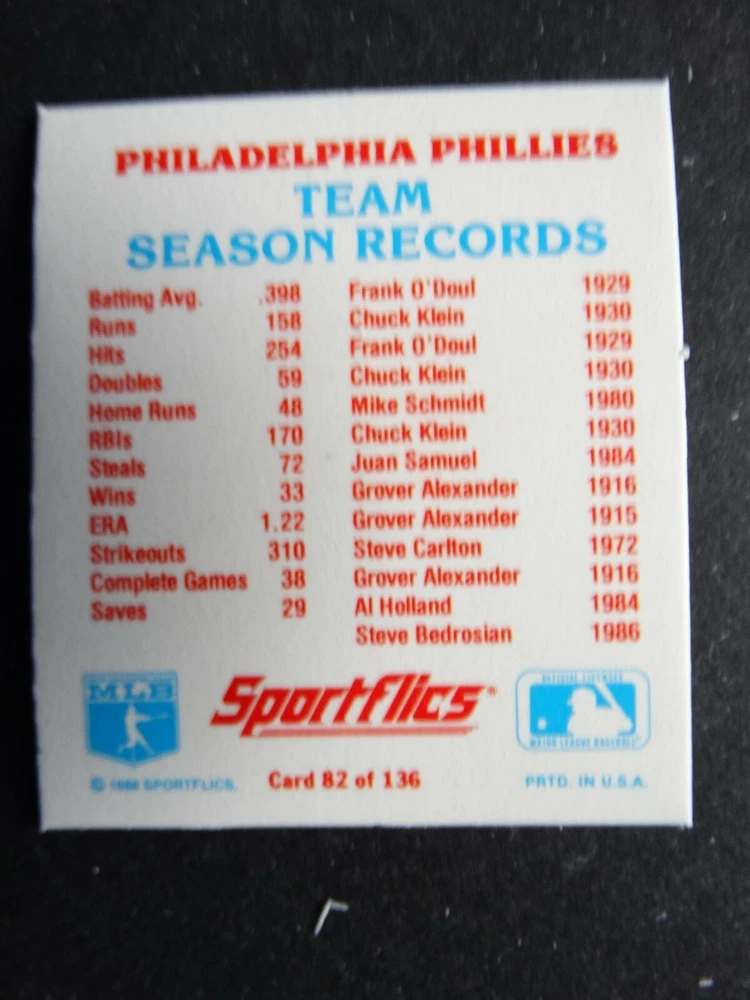 PHILADELPHIA PHILLIES
TEAM
SEASON RECORDS
Batting Avg. .398 Frank O'Doul 1929
Runs 158 Chuck Klein 1930
Hits 254 Frank O'Doul 1929
Doubles 59 Chuck Klein 1930
Home Runs 48 Mike Schmidt 1980
RBIs 170 Chuck Klein 1930
Steals 72 Juan Samuel 1984
Wins 33 Grover Alexander 1916
ERA 1.22 Grover Alexander 1915
Strikeouts 310 Steve Carlton 1972
Complete Games 38 Grover Alexander 1916
Saves 29 Al Holland 1984
Steve Bedrosian 1986
MLB
Sportflics
MAJOR LEAGUE BASEBALL
© SPORTFLICS. Card 82 of 136 PRTD. IN U.S.A.